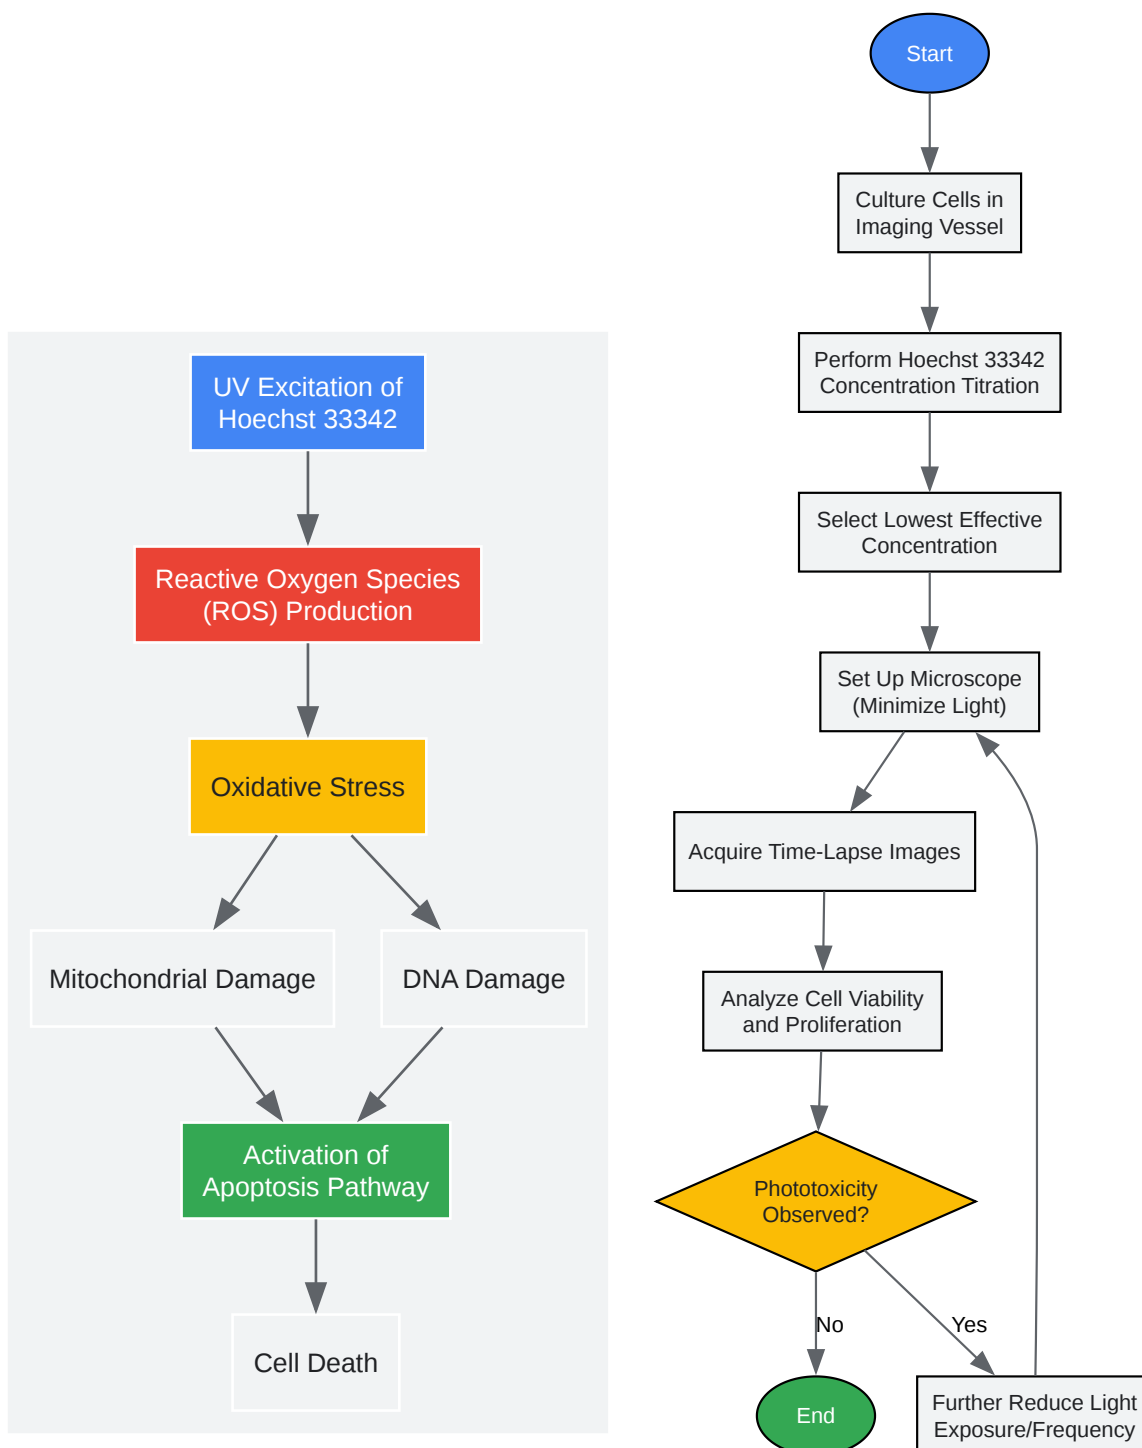 UV Excitation of
Hoechst 33342
Reactive Oxygen Species
(ROS) Production
Oxidative Stress
Mitochondrial Damage
DNA Damage
Activation of
Apoptosis Pathway
Cell Death
Start
Culture Cells in
Imaging Vessel
Perform Hoechst 33342
Concentration Titration
Select Lowest Effective
Concentration
Set Up Microscope
(Minimize Light)
Acquire Time-Lapse Images
Analyze Cell Viability
and Proliferation
Phototoxicity
Observed?
No
Yes
End
Further Reduce Light
Exposure/Frequency